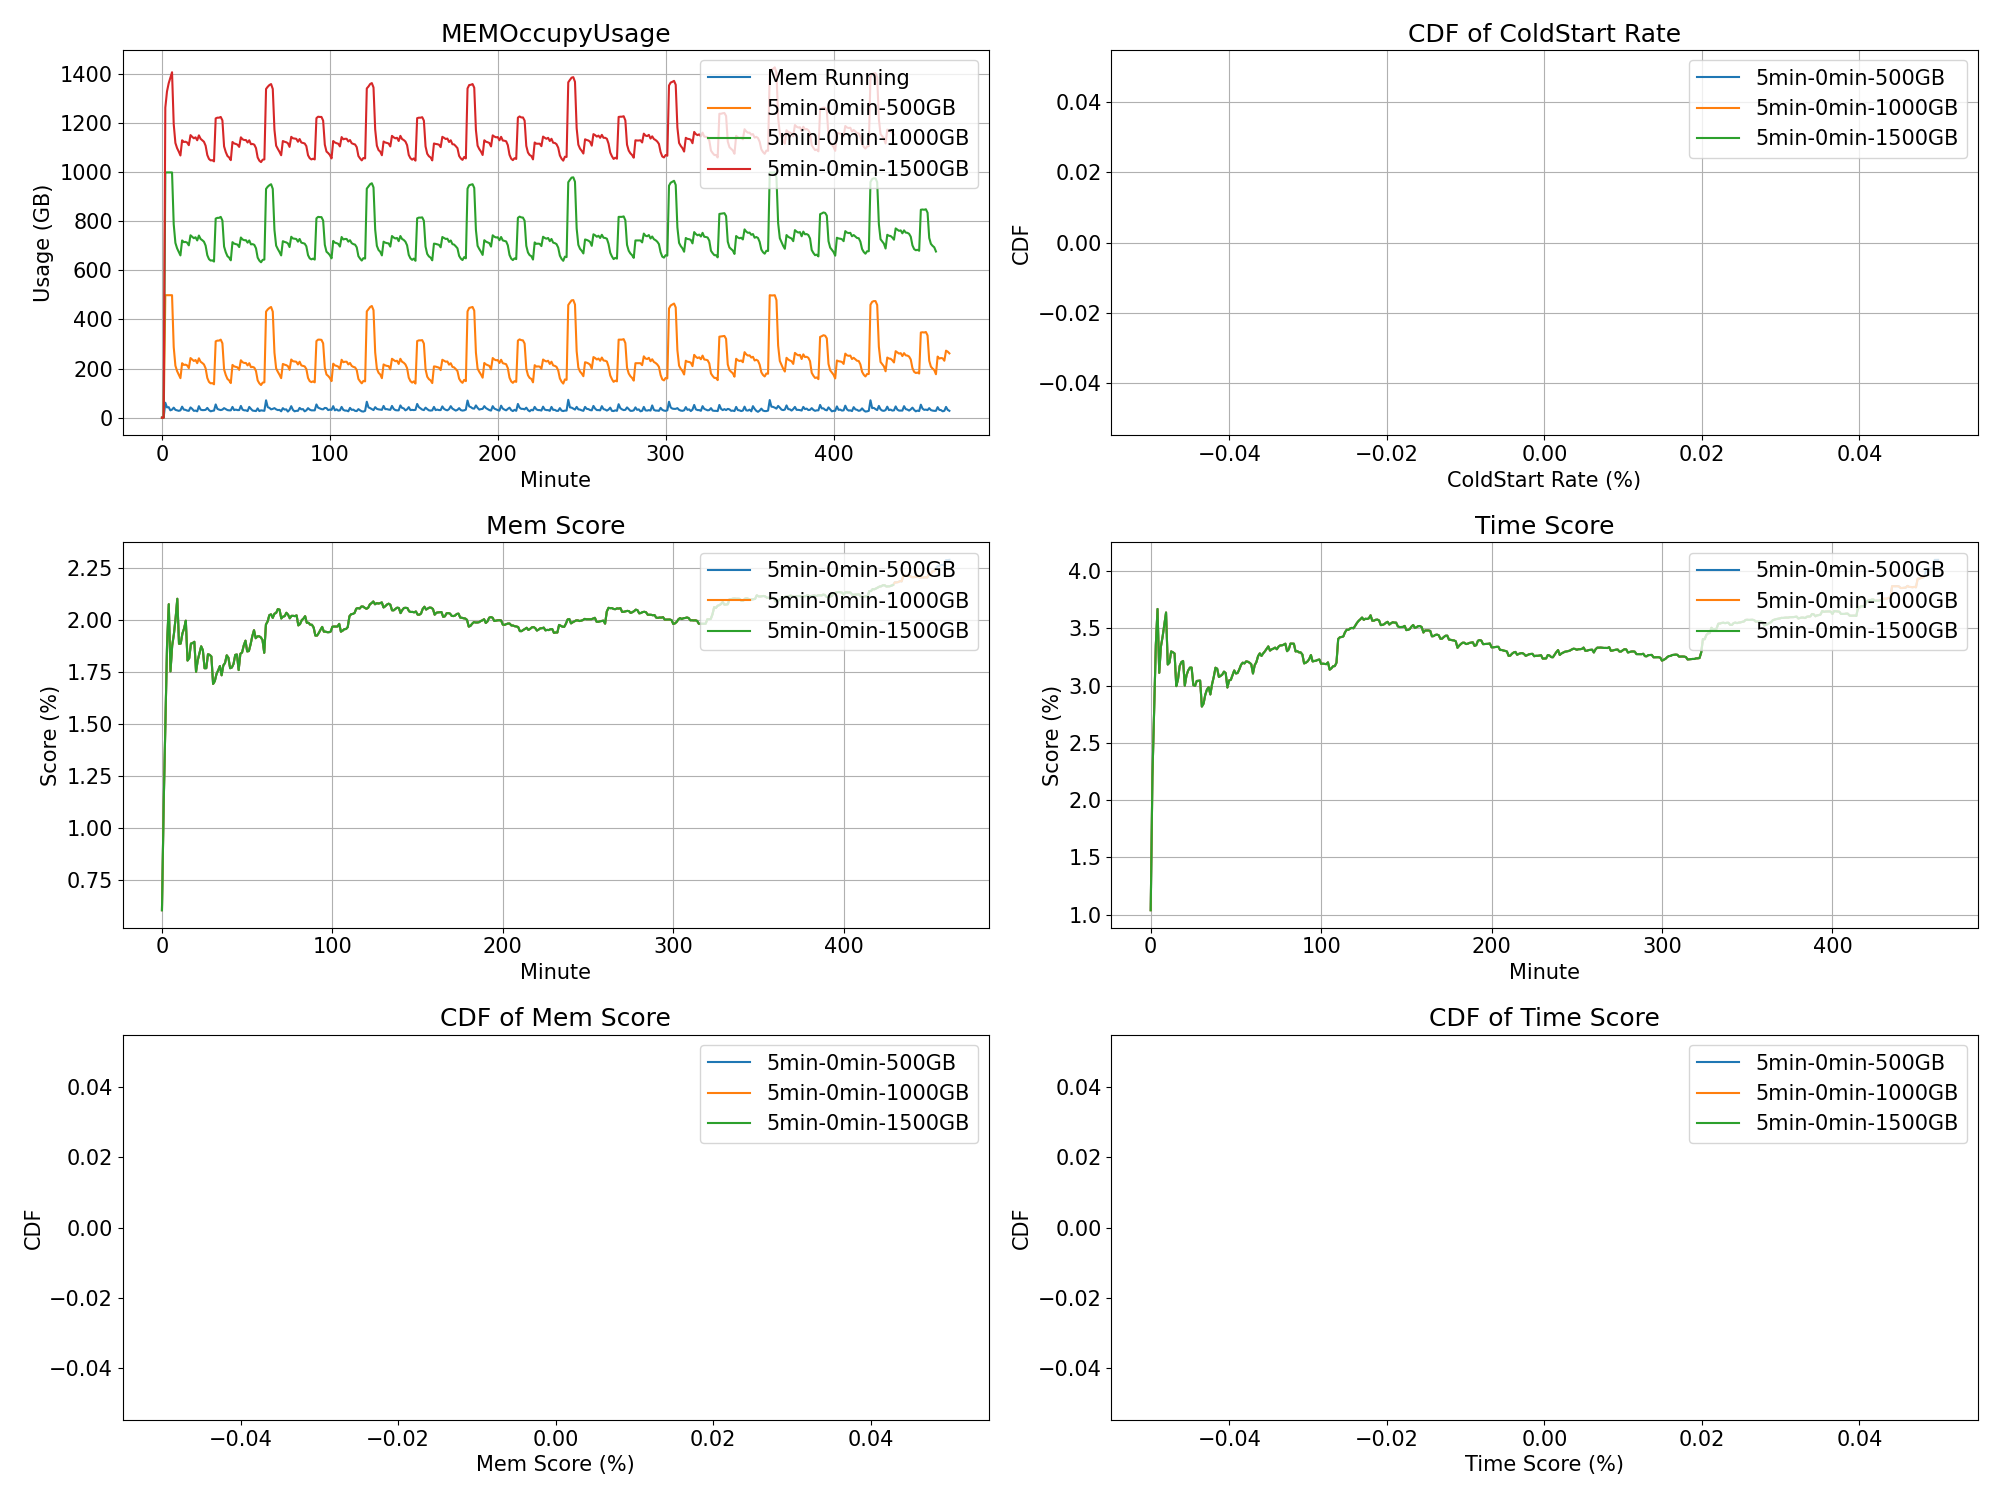 MEMOccupyUsage
Usage (GB)
1400
1200
1000
800
600
400
200
0
0 100 200 300 400
Minute
Mem Running
5min-0min-500GB
5min-0min-1000GB
5min-0min-1500GB
CDF of ColdStart Rate
CDF
0.04
0.02
0.00
−0.02
−0.04
−0.04 −0.02 0.00 0.02 0.04
ColdStart Rate (%)
5min-0min-500GB
5min-0min-1000GB
5min-0min-1500GB
Mem Score
Score (%)
2.25
2.00
1.75
1.50
1.25
1.00
0.75
0 100 200 300 400
Minute
5min-0min-500GB
5min-0min-1000GB
5min-0min-1500GB
Time Score
Score (%)
4.0
3.5
3.0
2.5
2.0
1.5
1.0
0 100 200 300 400
Minute
5min-0min-500GB
5min-0min-1000GB
5min-0min-1500GB
CDF of Mem Score
CDF
0.04
0.02
0.00
−0.02
−0.04
−0.04 −0.02 0.00 0.02 0.04
Mem Score (%)
5min-0min-500GB
5min-0min-1000GB
5min-0min-1500GB
CDF of Time Score
CDF
0.04
0.02
0.00
−0.02
−0.04
−0.04 −0.02 0.00 0.02 0.04
Time Score (%)
5min-0min-500GB
5min-0min-1000GB
5min-0min-1500GB